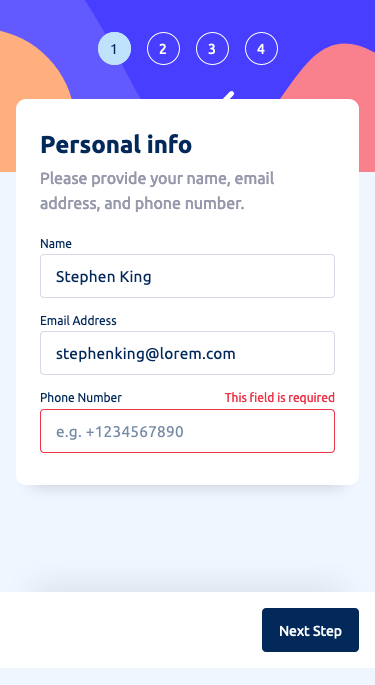 1 2 3 4
Personal info
Please provide your name, email
address, and phone number.
Name
Stephen King
Email Address
stephenking@lorem.com
Phone Number This field is required
e.g. +1234567890
Next Step